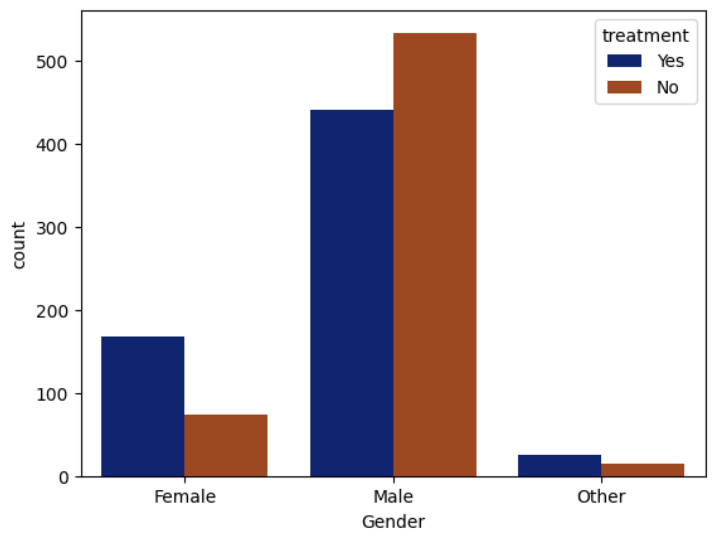 treatment
Yes
No
500
400
300
200
100
0
count
Female Male Other
Gender